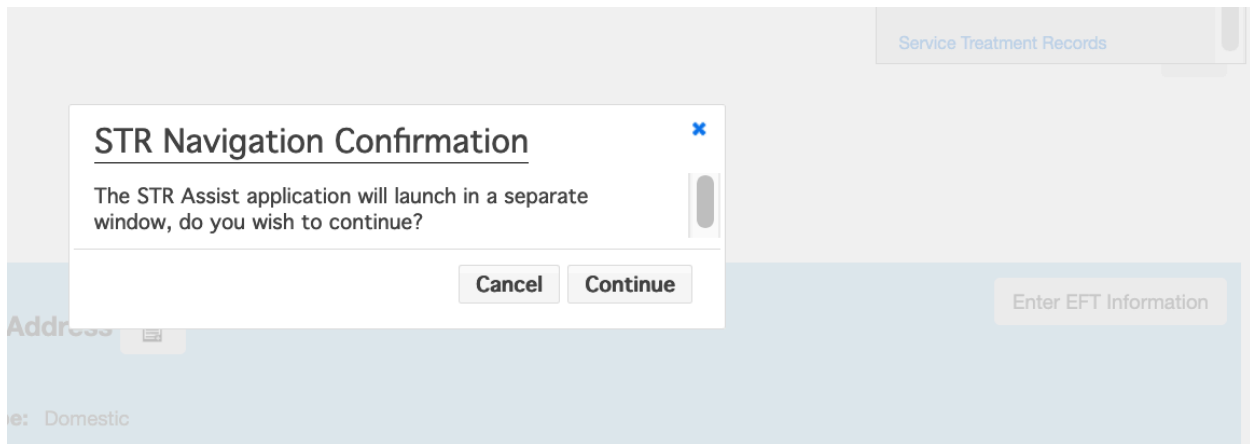 Service Treatment Records
STR Navigation Confirmation
The STR Assist application will launch in a separate
window, do you wish to continue?
Cancel Continue
Enter EFT Information
Address
Domestic